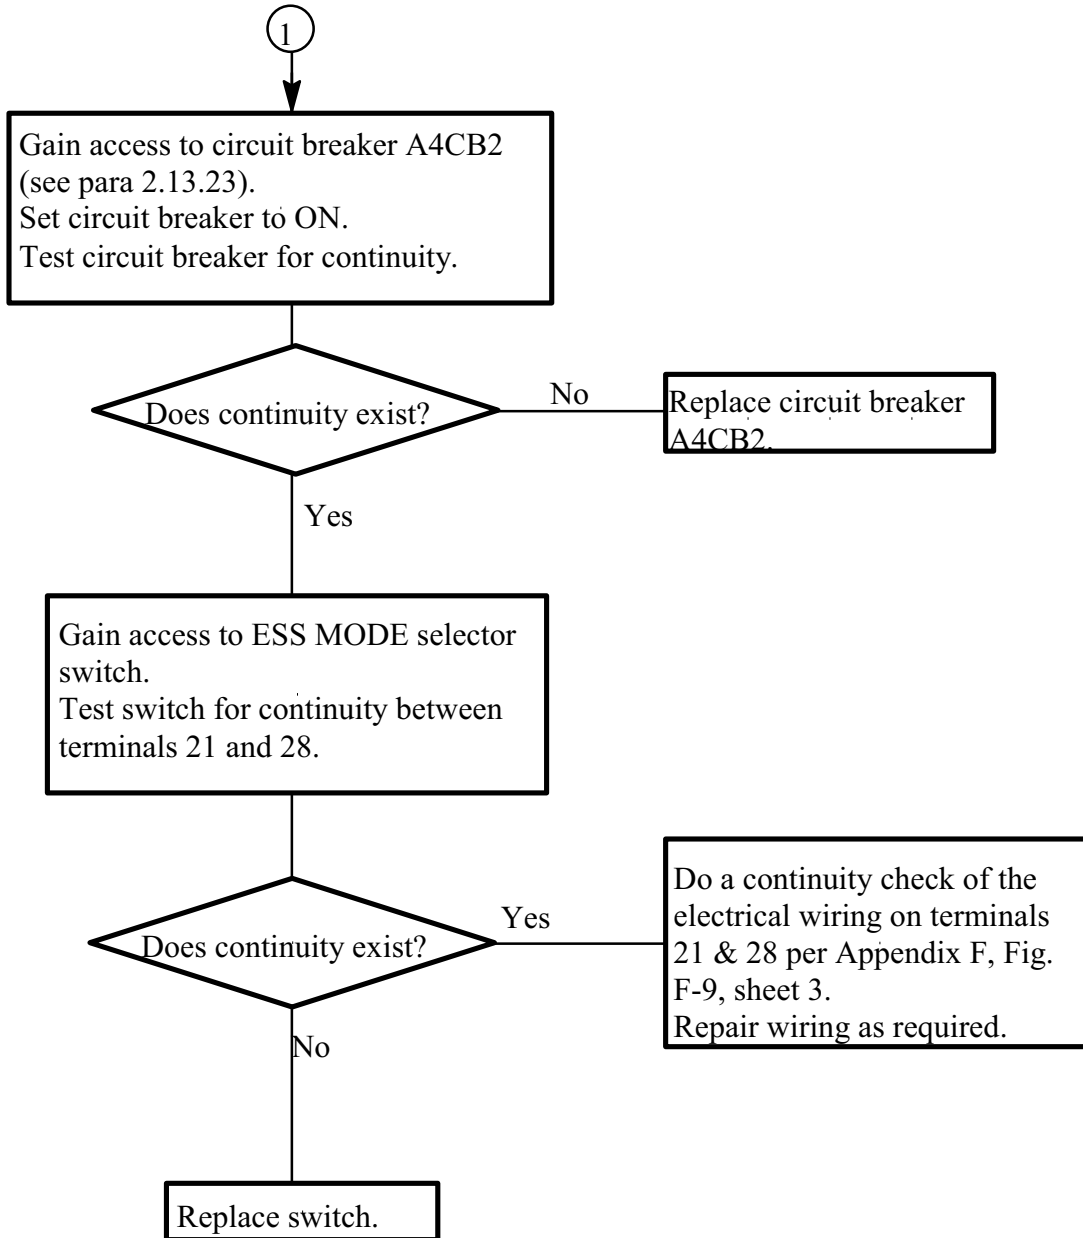 1
Gain access to circuit breaker A4CB2
(see para 2.13.23).
Set circuit breaker to ON.
Test circuit breaker for continuity.
Does continuity exist?
No
Replace circuit breaker
A4CB2.
Yes
Gain access to ESS MODE selector
switch.
Test switch for continuity between
terminals 21 and 28.
Does continuity exist?
Yes
Do a continuity check of the
electrical wiring on terminals
21 & 28 per Appendix F, Fig.
F-9, sheet 3.
Repair wiring as required.
No
Replace switch.